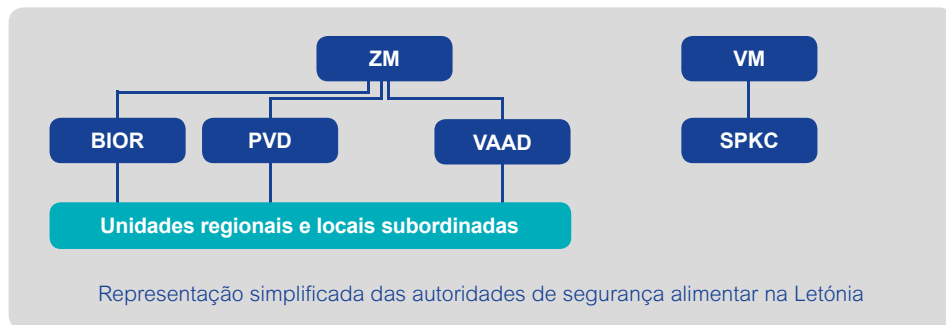 ZM
VM
BIOR
PVD
VAAD
SPKC
Unidades regionais e locais subordinadas
Representação simplificada das autoridades de segurança alimentar na Letónia